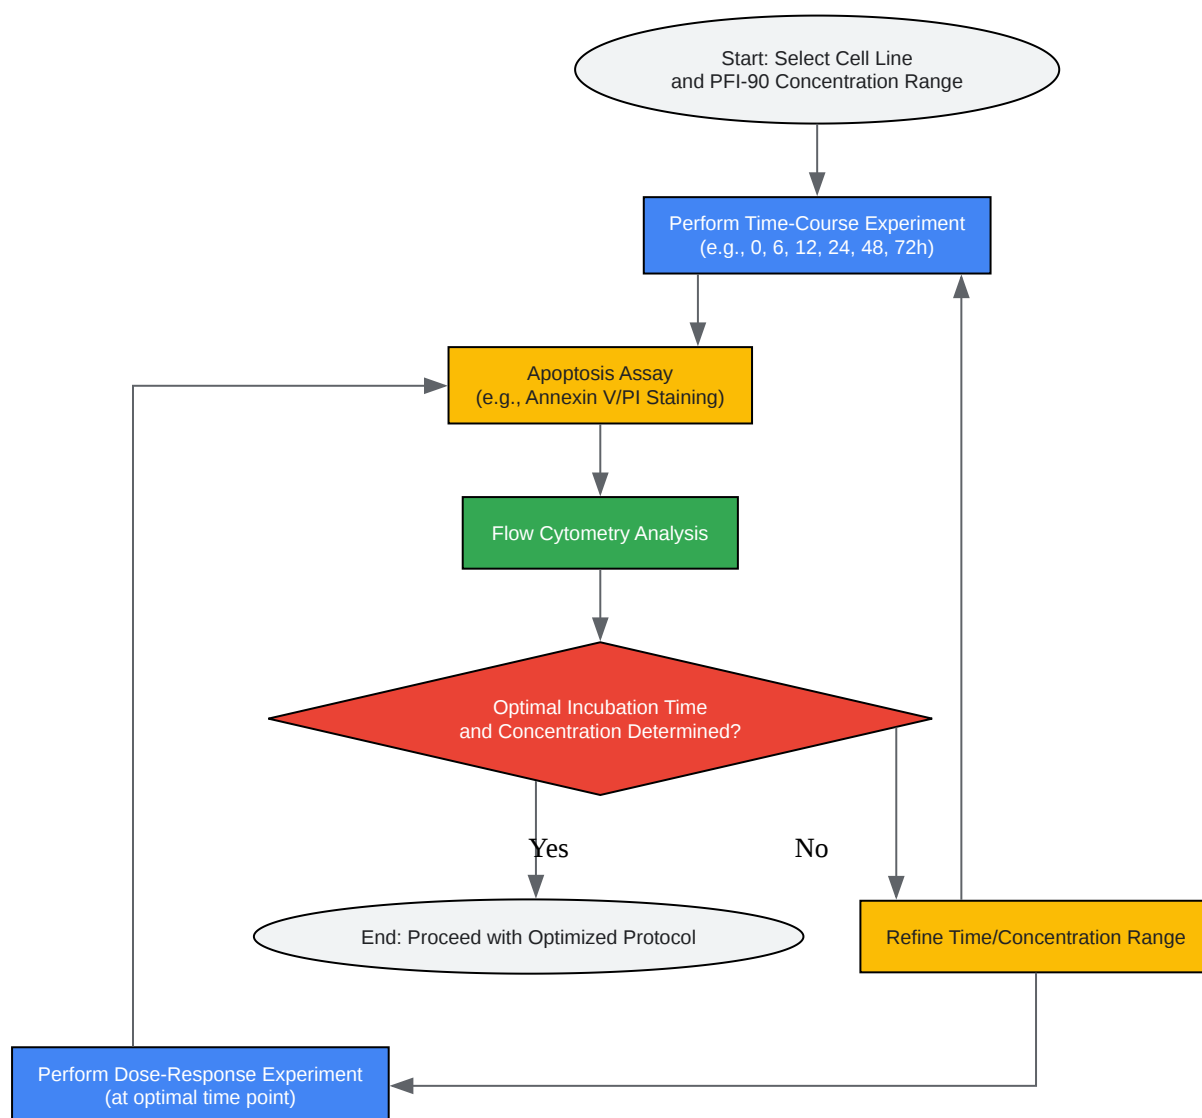 Start: Select Cell Line
and PFI-90 Concentration Range
Perform Time-Course Experiment
(e.g., 0, 6, 12, 24, 48, 72h)
Apoptosis Assay
(e.g., Annexin V/PI Staining)
Flow Cytometry Analysis
Optimal Incubation Time
and Concentration Determined?
Yes
No
End: Proceed with Optimized Protocol
Refine Time/Concentration Range
Perform Dose-Response Experiment
(at optimal time point)